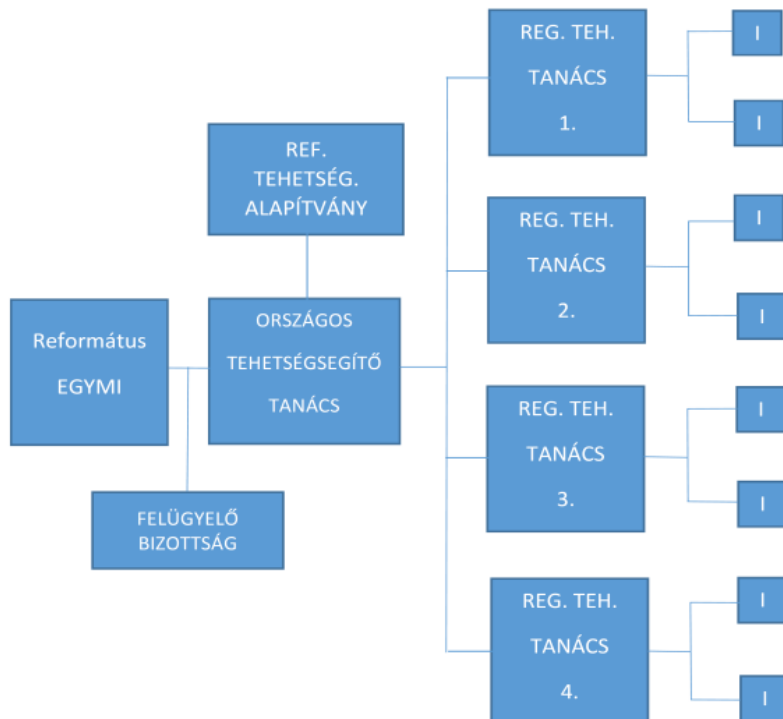 Református
EGYMI
REF.
TEHETSÉG.
ALAPÍTVÁNY
ORSZÁGOS
TEHETSÉGSEGÍTŐ
TANÁCS
FELÜGYELŐ
BIZOTTSÁG
REG. TEH.
TANÁCS
1.
I
I
REG. TEH.
TANÁCS
2.
I
I
REG. TEH.
TANÁCS
3.
I
I
REG. TEH.
TANÁCS
4.
I
I